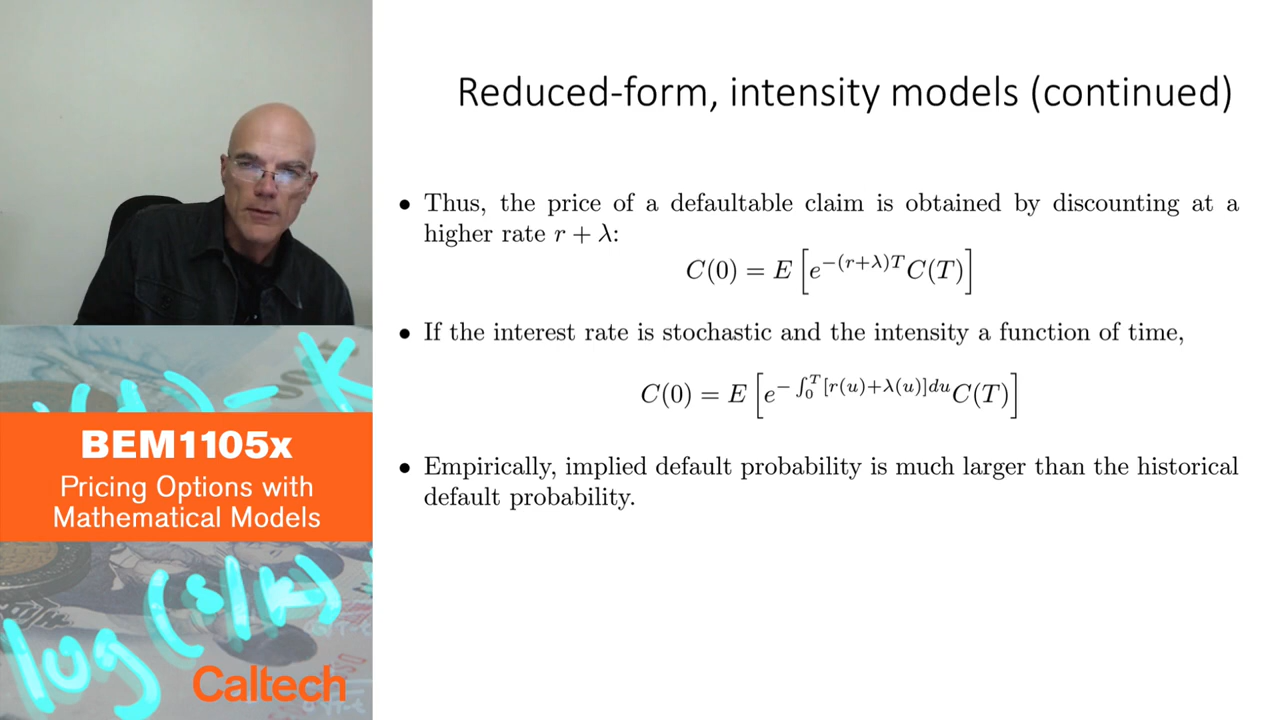 Reduced-form, intensity models (continued)
• Thus, the price of a defaultable claim is obtained by discounting at a
higher rate r + λ:
C(0) = E [e^{-(r+λ)T} C(T)]
• If the interest rate is stochastic and the intensity a function of time,
C(0) = E [e^{-∫_0^T [r(u)+λ(u)]du} C(T)]
• Empirically, implied default probability is much larger than the historical
default probability.
- K
BEM1105x
Pricing Options with
Mathematical Models
log (s/k)
Caltech